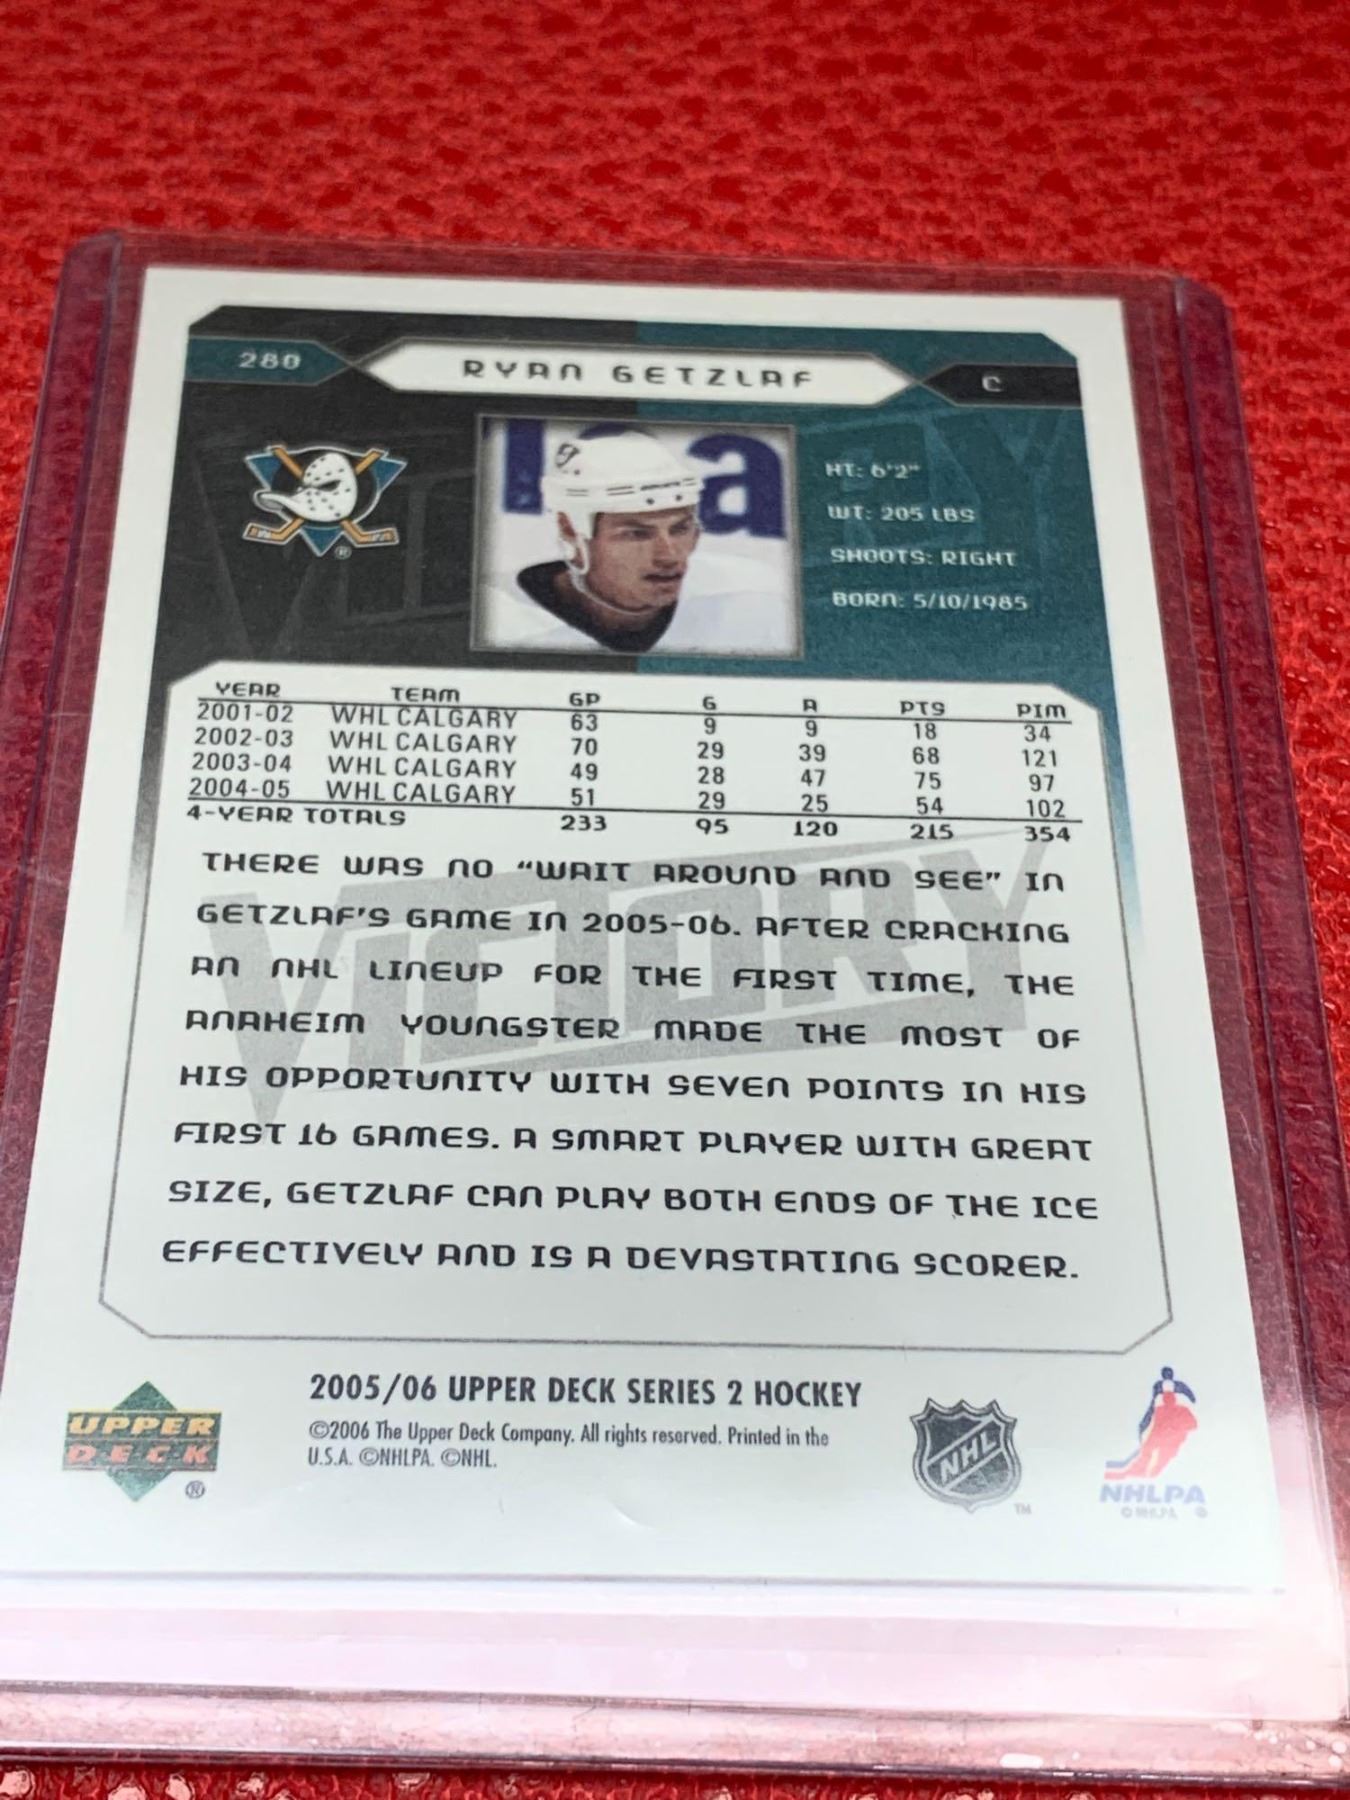 280 RYAN GETZLAF C
HT: 6'2"
WT: 205 LBS
SHOOTS: RIGHT
BORN: 5/10/1985
YEAR TEAM GP G A PTS PIM
2001-02 WHL CALGARY 63 9 9 18 34
2002-03 WHL CALGARY 70 29 39 68 121
2003-04 WHL CALGARY 49 28 47 75 97
2004-05 WHL CALGARY 51 29 25 54 102
4-YEAR TOTALS 233 95 120 215 354
VICTORY
THERE WAS NO “WAIT AROUND AND SEE” IN
GETZLAF'S GAME IN 2005-06. AFTER CRACKING
AN NHL LINEUP FOR THE FIRST TIME, THE
ANAHEIM YOUNGSTER MADE THE MOST OF
HIS OPPORTUNITY WITH SEVEN POINTS IN HIS
FIRST 16 GAMES. A SMART PLAYER WITH GREAT
SIZE, GETZLAF CAN PLAY BOTH ENDS OF THE ICE
EFFECTIVELY AND IS A DEVASTATING SCORER.
UPPER
DECK
®
2005/06 UPPER DECK SERIES 2 HOCKEY
©2006 The Upper Deck Company. All rights reserved. Printed in the
U.S.A. ©NHLPA. ©NHL.
NHL
TM
NHLPA
©NHLPA ®